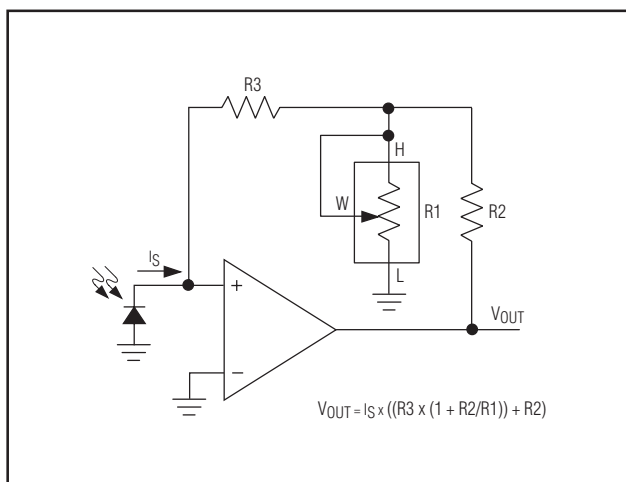 R3
H
W
R1
R2
L
IS
+
−
VOUT
VOUT = IS x ((R3 x (1 + R2/R1)) + R2)